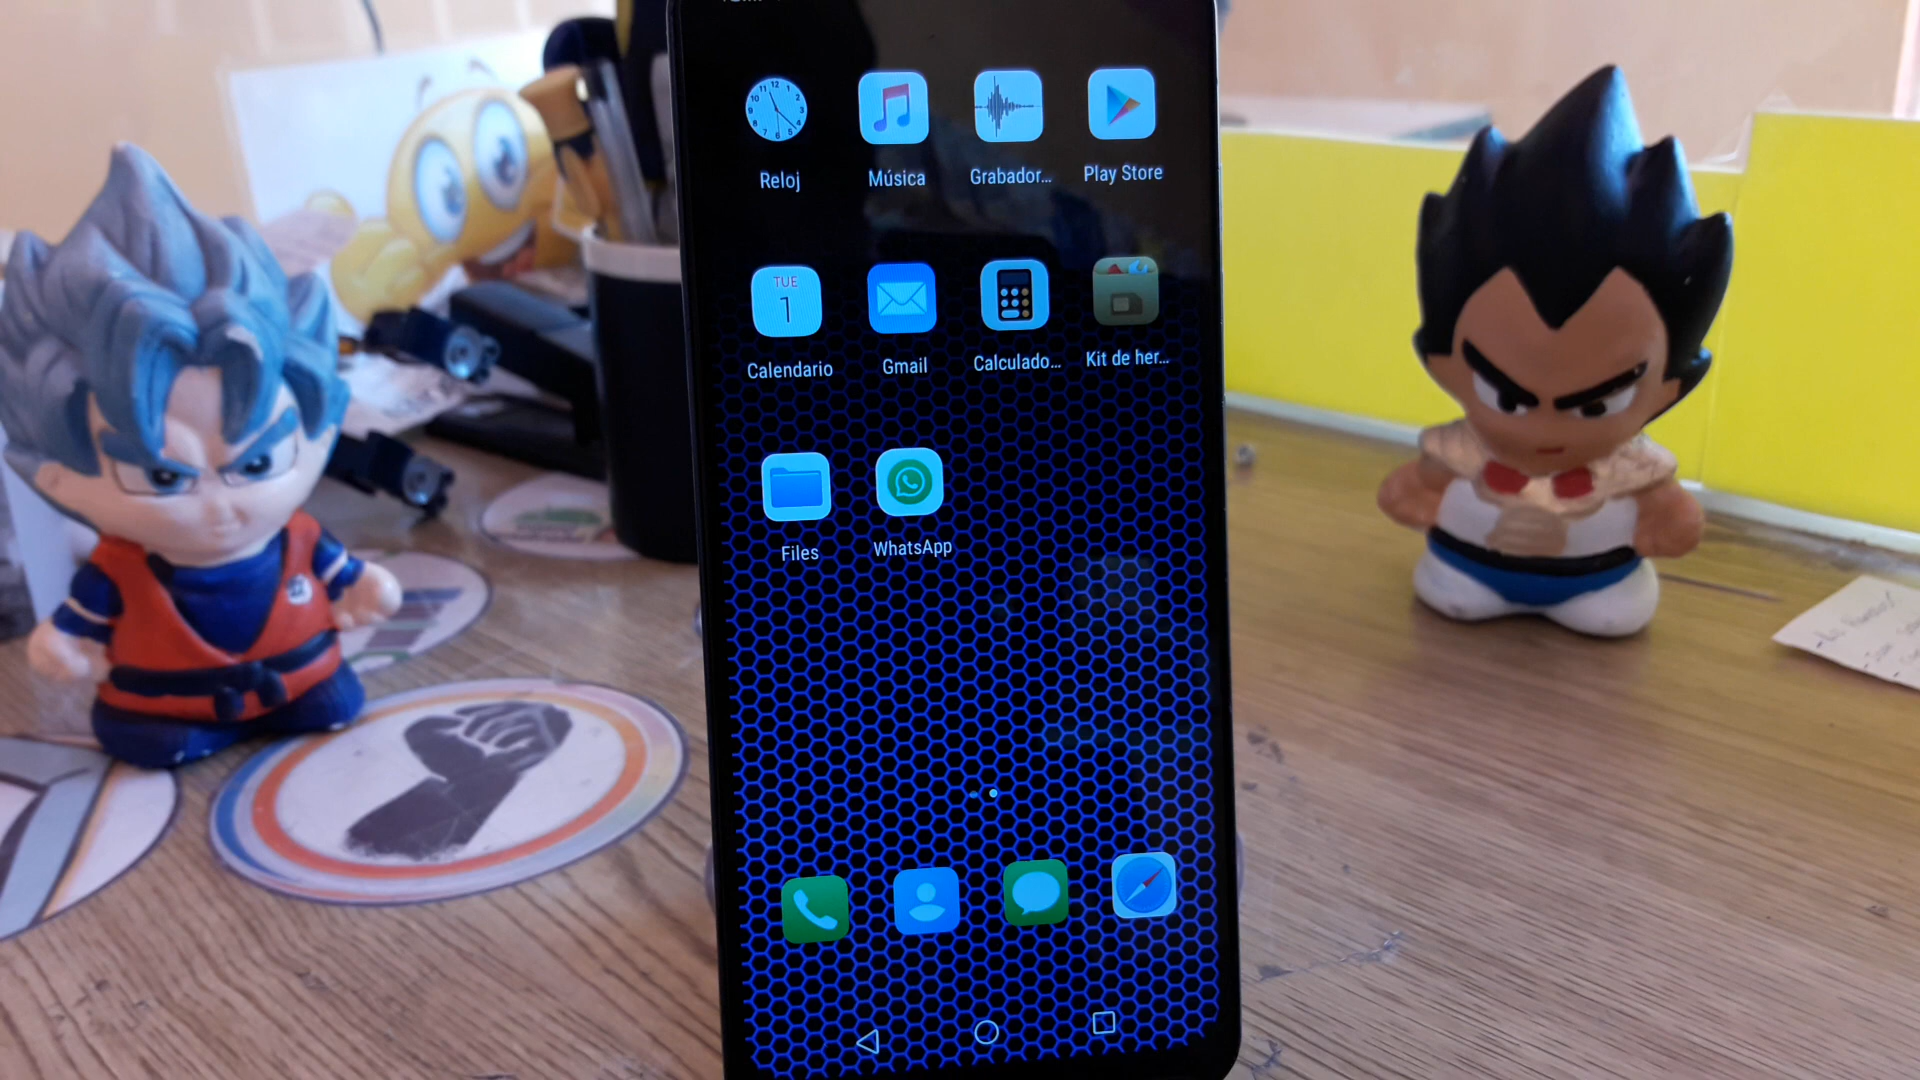 Reloj
Música
Grabador...
Play Store
TUE
1
Calendario
Gmail
Calculado...
Kit de her...
Files
WhatsApp